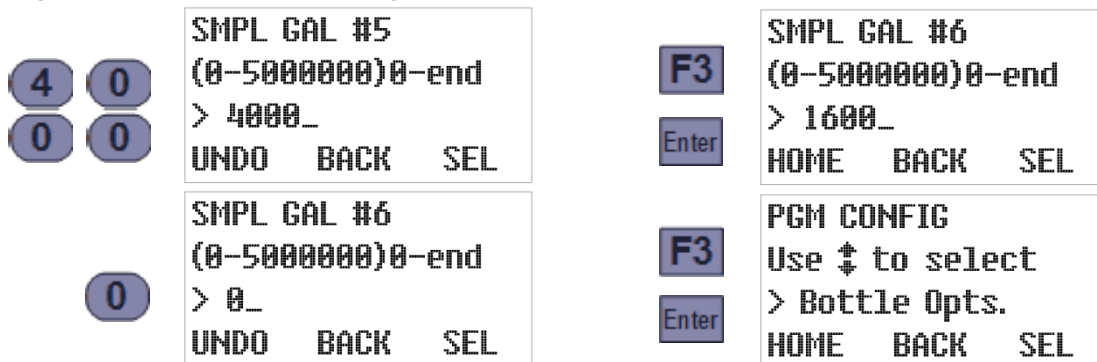 4 0
0 0
SMPL GAL #5
(0-5000000)0-end
> 4000_
UNDO BACK SEL
F3
Enter
SMPL GAL #6
(0-5000000)0-end
> 1600_
HOME BACK SEL
0
SMPL GAL #6
(0-5000000)0-end
> 0_
UNDO BACK SEL
F3
Enter
PGM CONFIG
Use ↕ to select
> Bottle Opts.
HOME BACK SEL